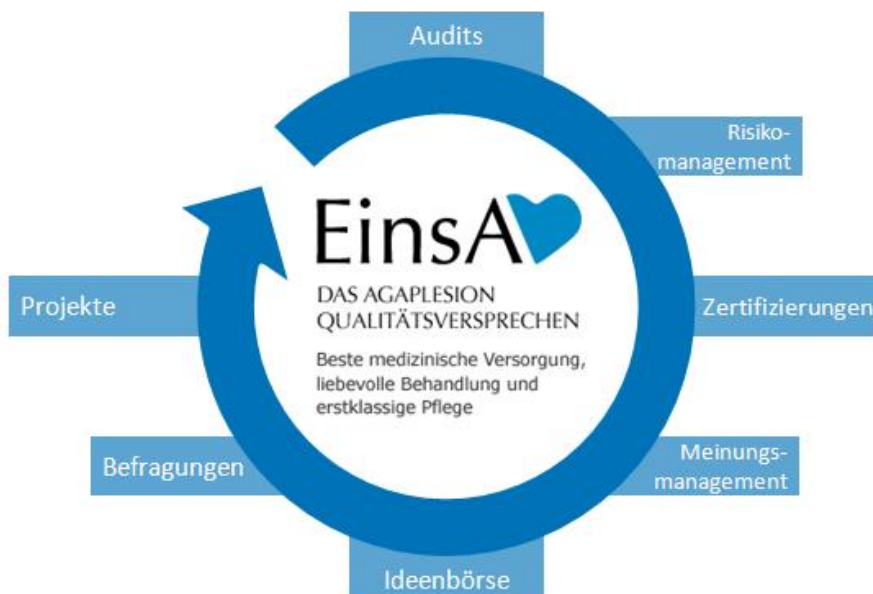 Audits
Risiko-
management
Zertifizierungen
Meinungs-
management
Ideenbörse
Befragungen
Projekte
EinsA
DAS AGAPLESION
QUALITÄTSVERSPRECHEN
Beste medizinische Versorgung,
liebevolle Behandlung und
erstklassige Pflege